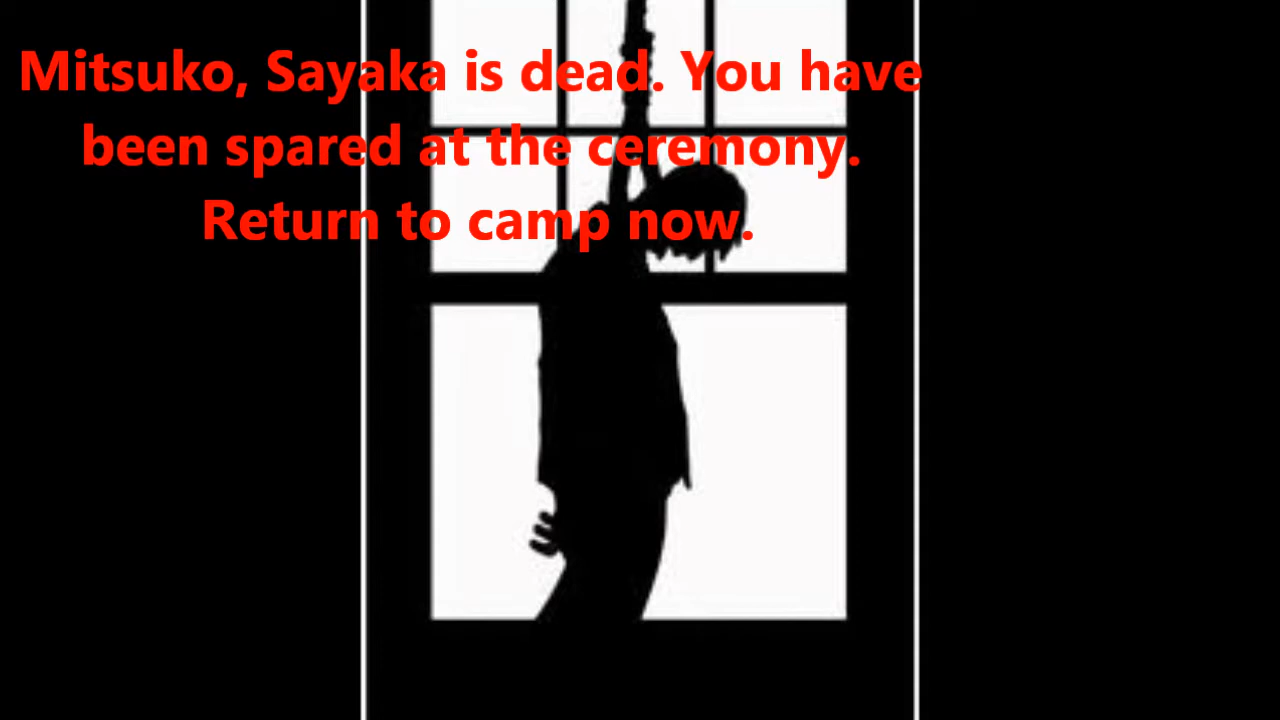 Mitsuko, Sayaka is dead. You have
been spared at the ceremony.
Return to camp now.